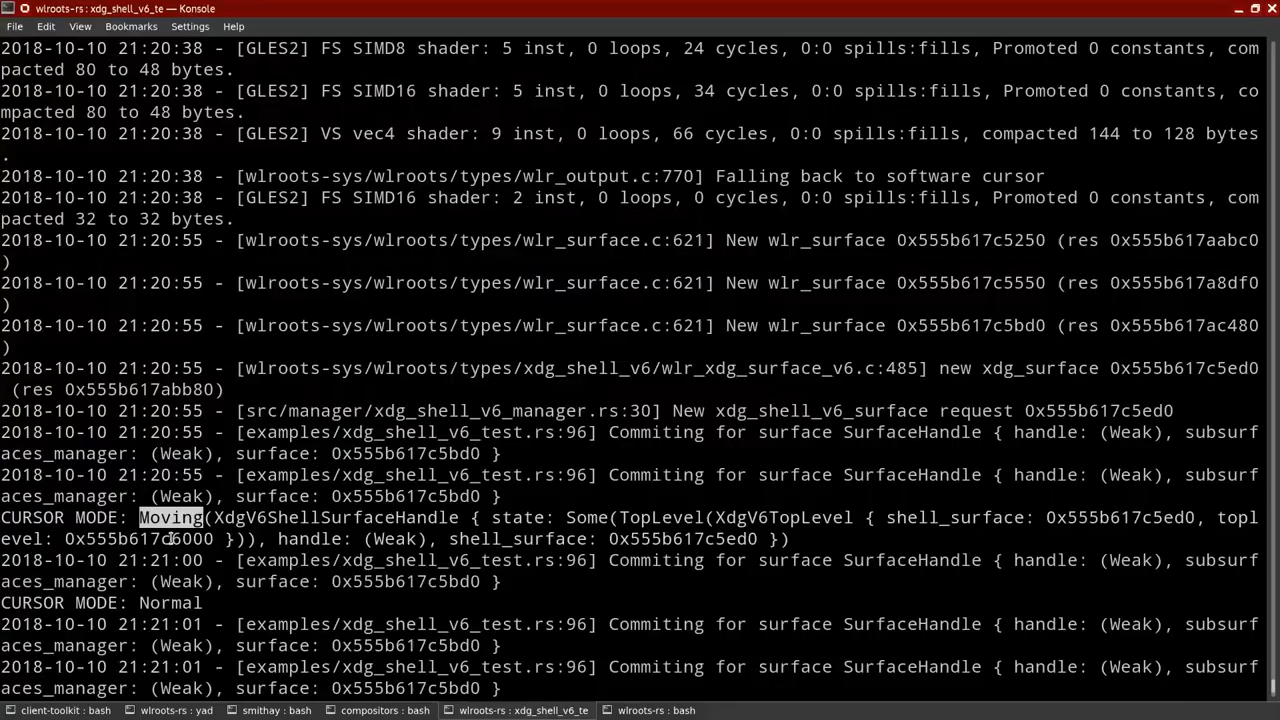 wlroots-rs : xdg_shell_v6_te — Konsole
File Edit View Bookmarks Settings Help
2018-10-10 21:20:38 - [GLES2] FS SIMD8 shader: 5 inst, 0 loops, 24 cycles, 0:0 spills:fills, Promoted 0 constants, com
pacted 80 to 48 bytes.
2018-10-10 21:20:38 - [GLES2] FS SIMD16 shader: 5 inst, 0 loops, 34 cycles, 0:0 spills:fills, Promoted 0 constants, co
mpacted 80 to 48 bytes.
2018-10-10 21:20:38 - [GLES2] VS vec4 shader: 9 inst, 0 loops, 66 cycles, 0:0 spills:fills, compacted 144 to 128 bytes
.
2018-10-10 21:20:38 - [wlroots-sys/wlroots/types/wlr_output.c:770] Falling back to software cursor
2018-10-10 21:20:38 - [GLES2] FS SIMD16 shader: 2 inst, 0 loops, 0 cycles, 0:0 spills:fills, Promoted 0 constants, com
pacted 32 to 32 bytes.
2018-10-10 21:20:55 - [wlroots-sys/wlroots/types/wlr_surface.c:621] New wlr_surface 0x555b617c5250 (res 0x555b617aabc0
)
2018-10-10 21:20:55 - [wlroots-sys/wlroots/types/wlr_surface.c:621] New wlr_surface 0x555b617c5550 (res 0x555b617a8df0
)
2018-10-10 21:20:55 - [wlroots-sys/wlroots/types/wlr_surface.c:621] New wlr_surface 0x555b617c5bd0 (res 0x555b617ac480
)
2018-10-10 21:20:55 - [wlroots-sys/wlroots/types/xdg_shell_v6/wlr_xdg_surface_v6.c:485] new xdg_surface 0x555b617c5ed0
(res 0x555b617abb80)
2018-10-10 21:20:55 - [src/manager/xdg_shell_v6_manager.rs:30] New xdg_shell_v6_surface request 0x555b617c5ed0
2018-10-10 21:20:55 - [examples/xdg_shell_v6_test.rs:96] Commiting for surface SurfaceHandle { handle: (Weak), subsurf
aces_manager: (Weak), surface: 0x555b617c5bd0 }
2018-10-10 21:20:55 - [examples/xdg_shell_v6_test.rs:96] Commiting for surface SurfaceHandle { handle: (Weak), subsurf
aces_manager: (Weak), surface: 0x555b617c5bd0 }
CURSOR MODE: Moving(XdgV6ShellSurfaceHandle { state: Some(TopLevel(XdgV6TopLevel { shell_surface: 0x555b617c5ed0, topl
evel: 0x555b617c6000 })), handle: (Weak), shell_surface: 0x555b617c5ed0 })
2018-10-10 21:21:00 - [examples/xdg_shell_v6_test.rs:96] Commiting for surface SurfaceHandle { handle: (Weak), subsurf
aces_manager: (Weak), surface: 0x555b617c5bd0 }
CURSOR MODE: Normal
2018-10-10 21:21:01 - [examples/xdg_shell_v6_test.rs:96] Commiting for surface SurfaceHandle { handle: (Weak), subsurf
aces_manager: (Weak), surface: 0x555b617c5bd0 }
2018-10-10 21:21:01 - [examples/xdg_shell_v6_test.rs:96] Commiting for surface SurfaceHandle { handle: (Weak), subsurf
aces_manager: (Weak), surface: 0x555b617c5bd0 }
client-toolkit : bash wlroots-rs : yad smithay : bash compositors : bash wlroots-rs : xdg_shell_v6_te wlroots-rs : bash